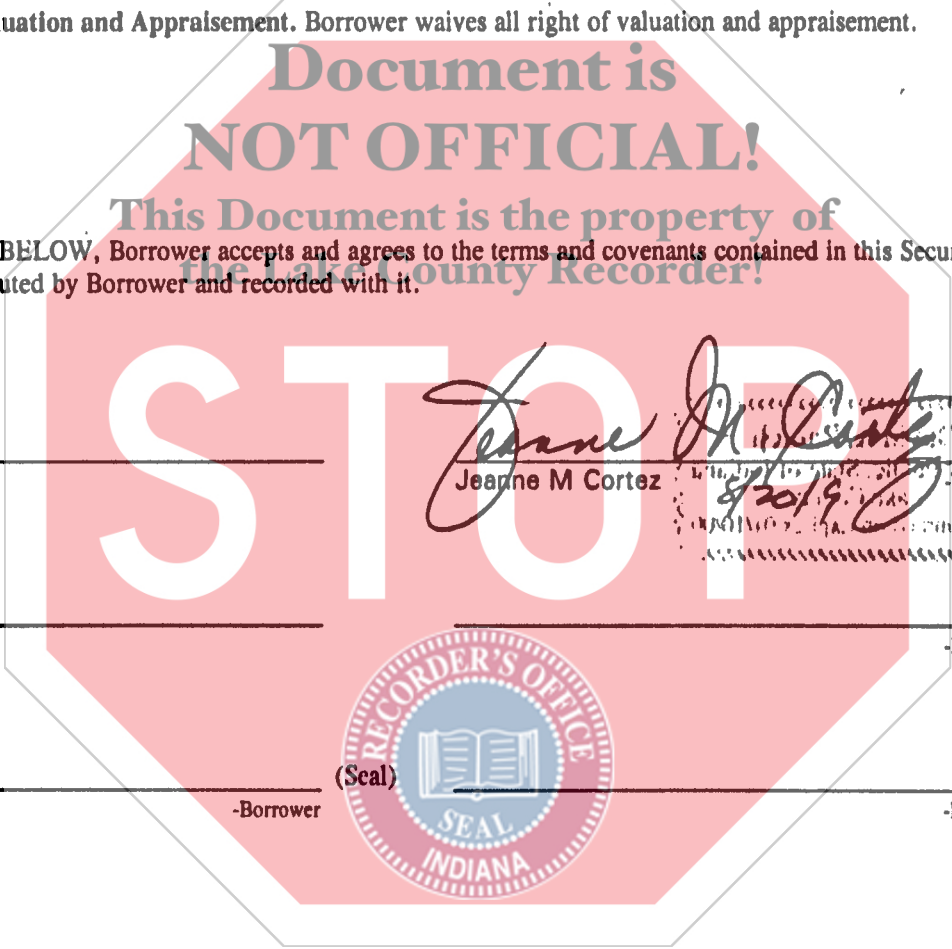 uation and Appraisement. Borrower waives all right of valuation and appraisement.
Document is
NOT OFFICIAL!
This Document is the property of
the Lake County Recorder!
BELOW, Borrower accepts and agrees to the terms and covenants contained in this Secu
uted by Borrower and recorded with it.
STOP
Jeanne M Cortez
Jeanne M Cortez
RECORDER'S OFFICE
(Seal)
-Borrower
SEAL
INDIANA